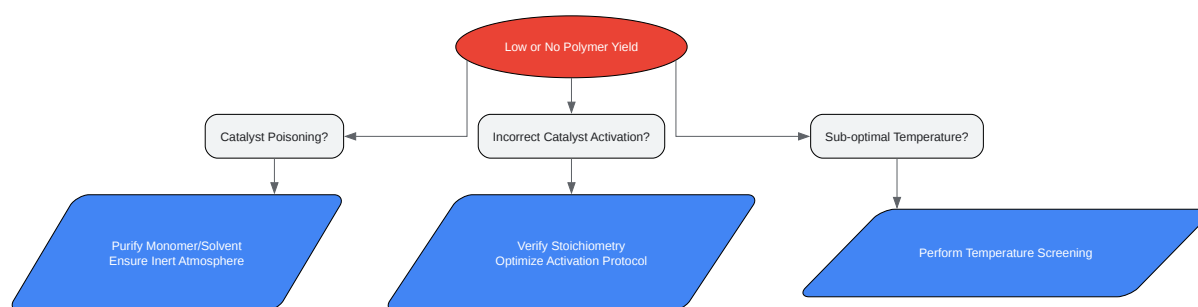 Low or No Polymer Yield
Catalyst Poisoning?
Incorrect Catalyst Activation?
Sub-optimal Temperature?
Purify Monomer/Solvent
Ensure Inert Atmosphere
Verify Stoichiometry
Optimize Activation Protocol
Perform Temperature Screening